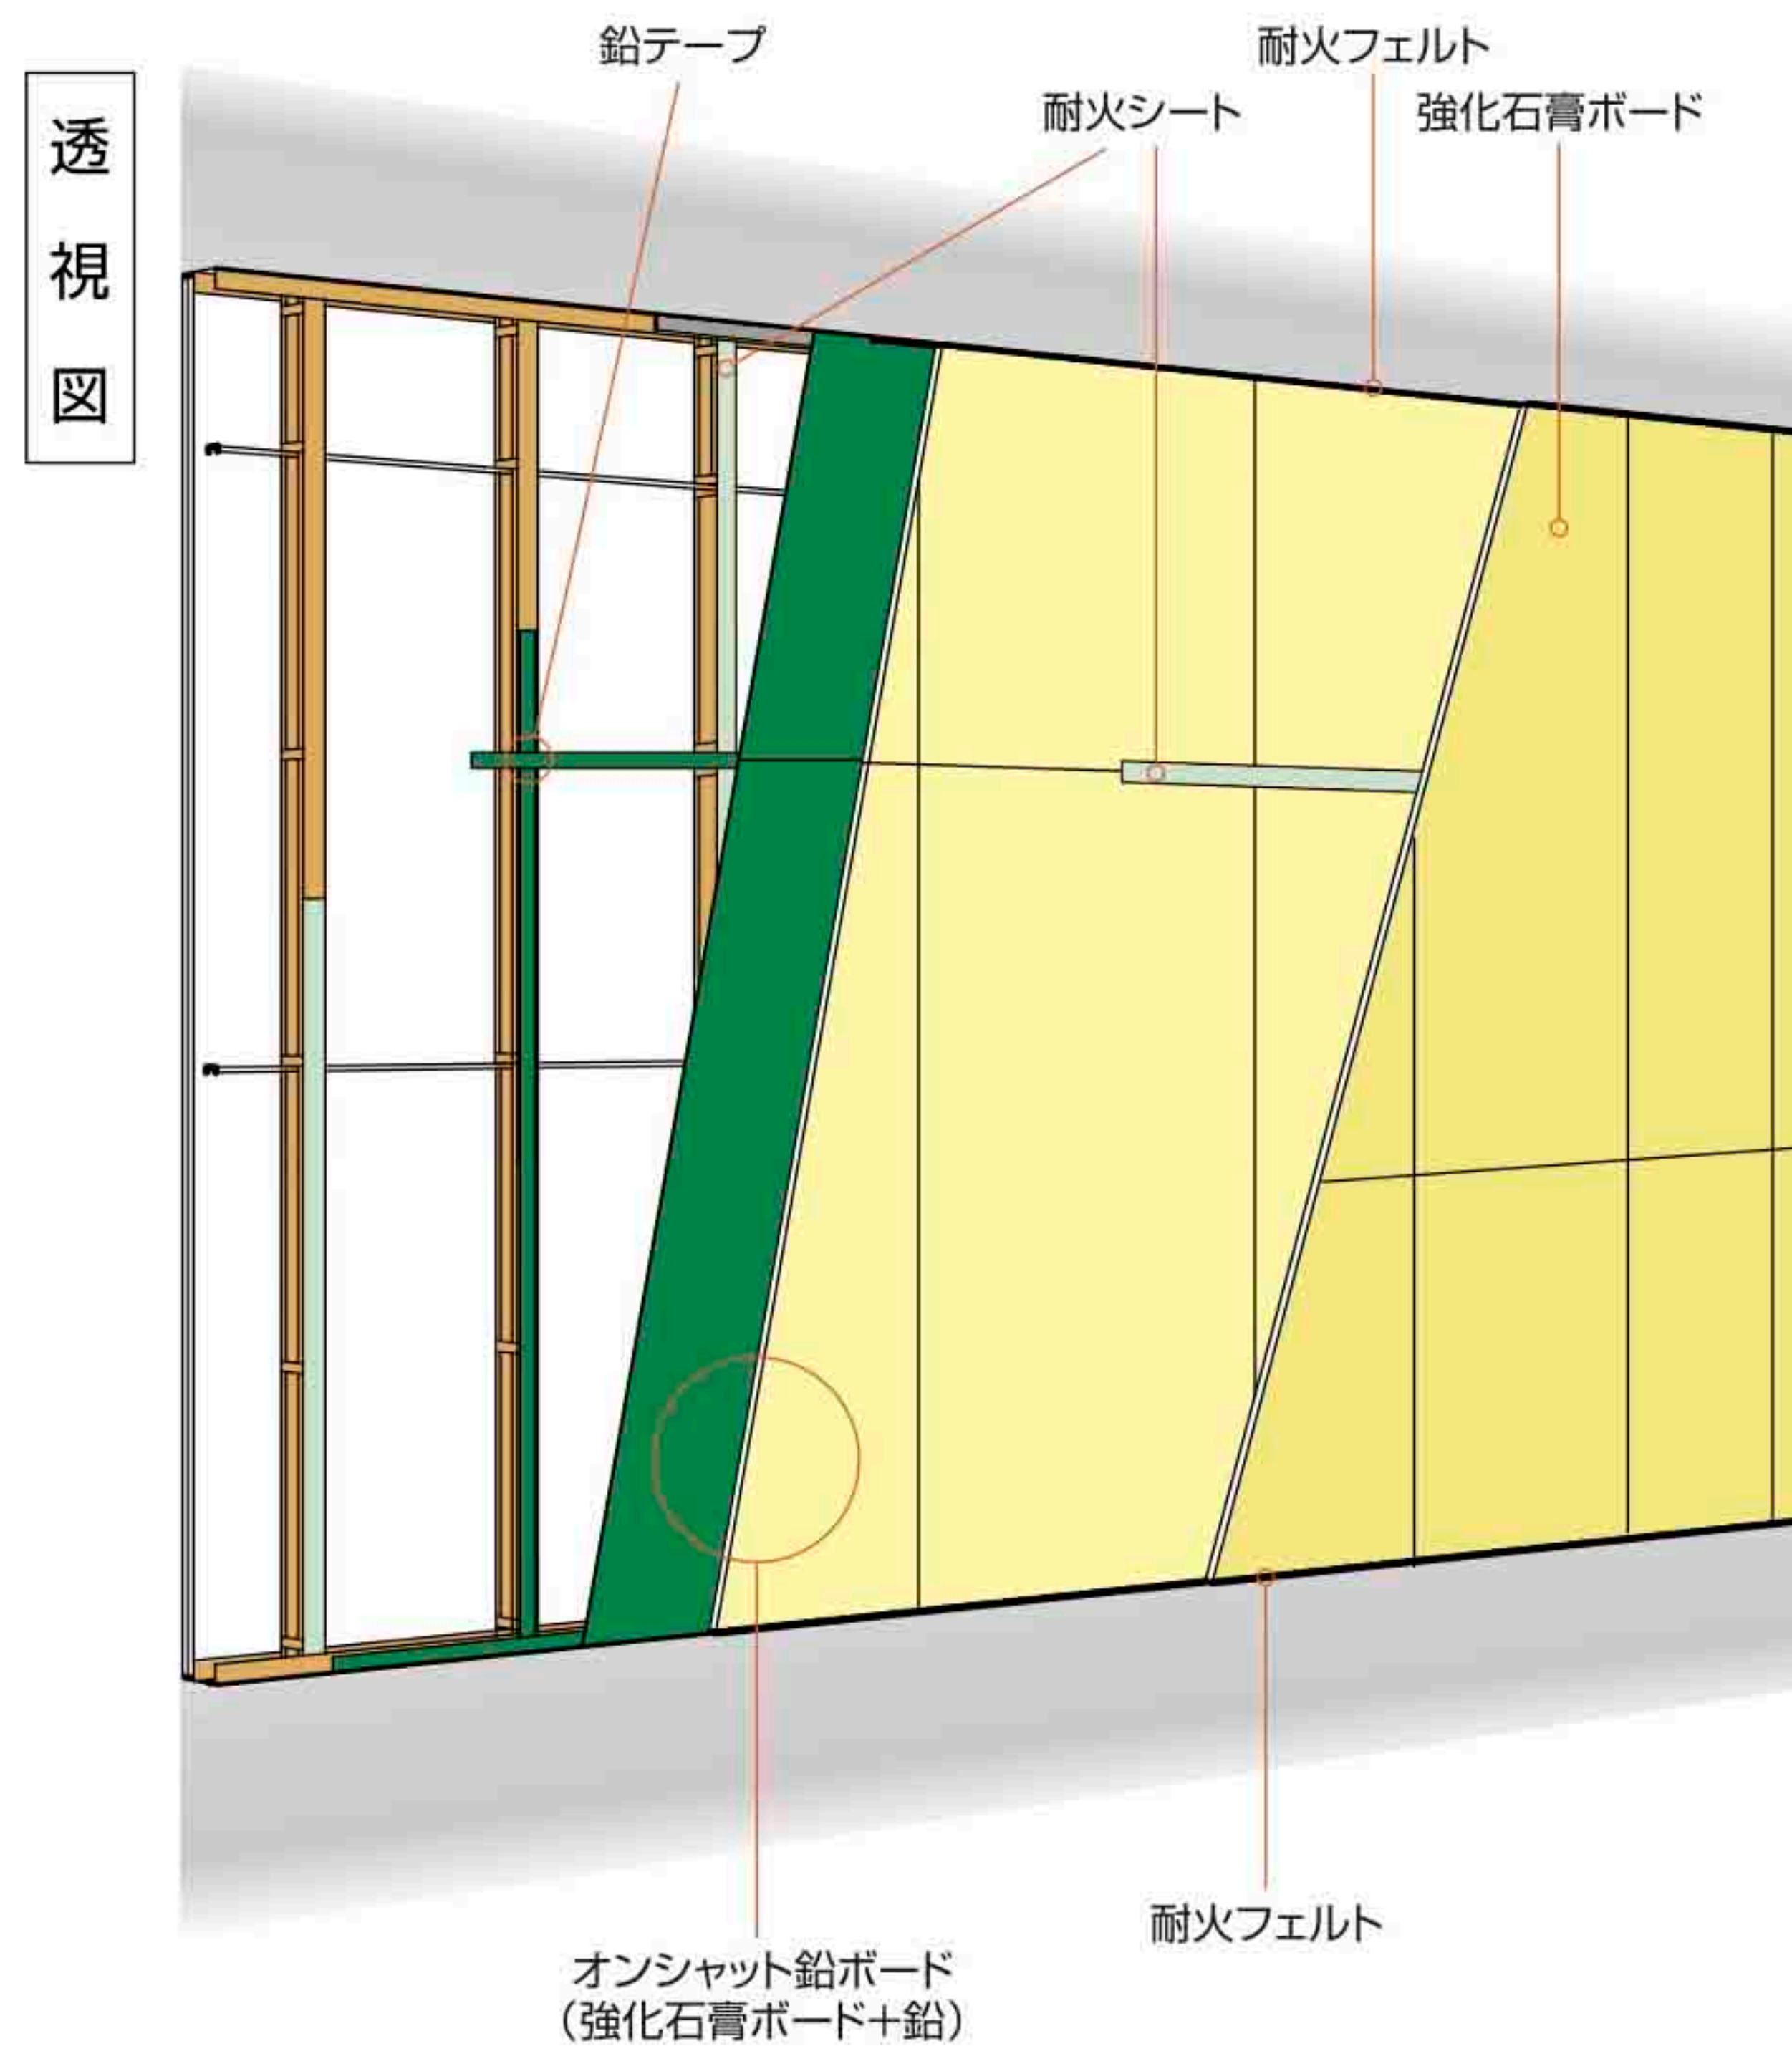 透視図
鉛テープ
耐火フェルト
耐火シート
強化石膏ボード
耐火フェルト
オンシャット鉛ボード
（強化石膏ボード＋鉛）